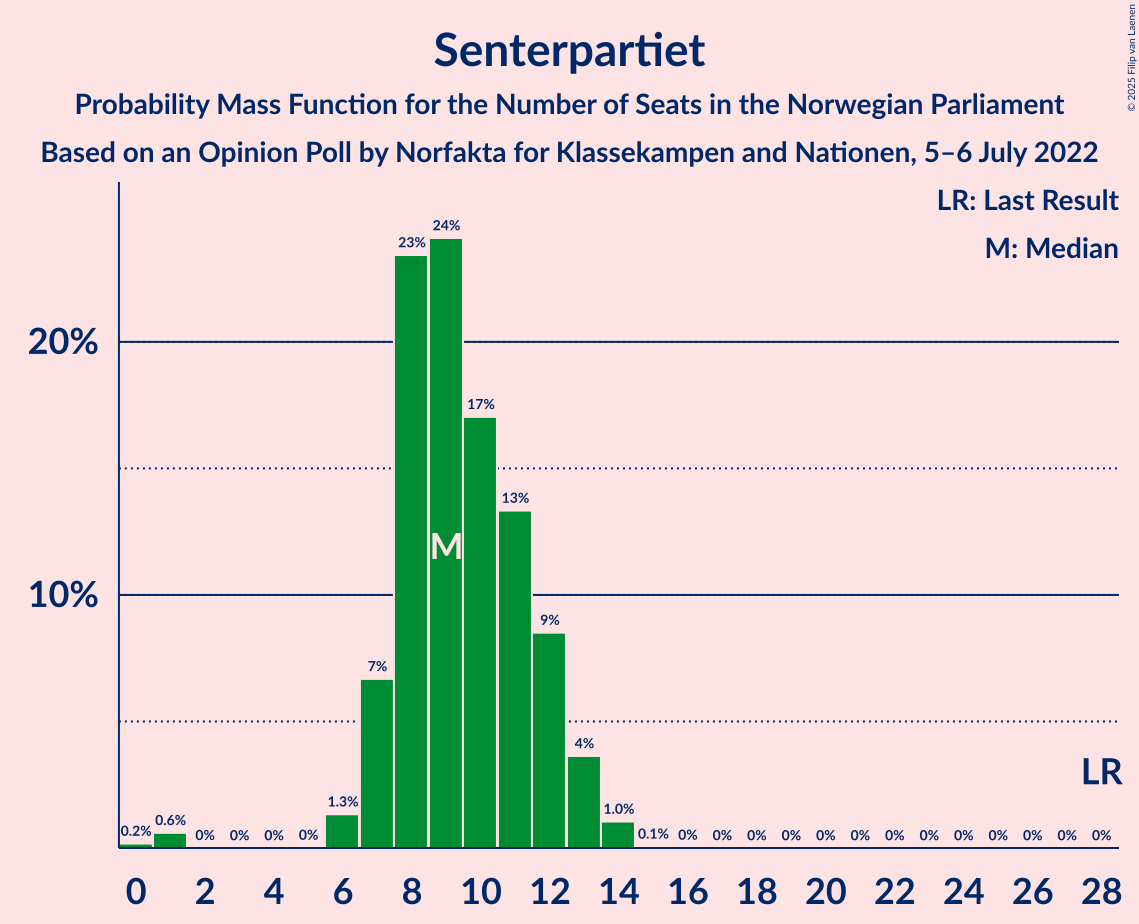 Senterpartiet
Probability Mass Function for the Number of Seats in the Norwegian Parliament
Based on an Opinion Poll by Norfakta for Klassekampen and Nationen, 5–6 July 2022
© 2025 Filip van Laenen
LR: Last Result
M: Median
24%
23%
20%
17%
13%
M
10%
9%
7%
4%
LR
0.2% 0.6% 0% 0% 0% 0% 1.3% 1.0% 0.1% 0% 0% 0% 0% 0% 0% 0% 0% 0% 0% 0% 0% 0%
0 2 4 6 8 10 12 14 16 18 20 22 24 26 28